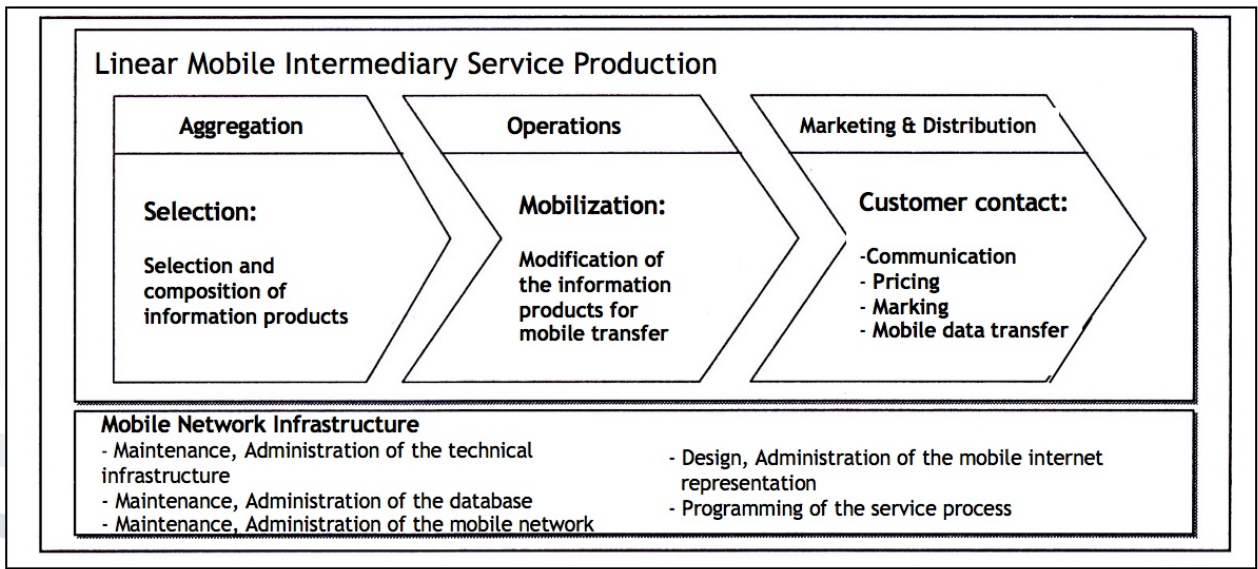 Linear Mobile Intermediary Service Production
Aggregation
Selection:
Selection and
composition of
information products
Operations
Mobilization:
Modification of
the information
products for
mobile transfer
Marketing & Distribution
Customer contact:
-Communication
- Pricing
- Marking
- Mobile data transfer
Mobile Network Infrastructure
- Maintenance, Administration of the technical
infrastructure
- Maintenance, Administration of the database
- Maintenance, Administration of the mobile network
- Design, Administration of the mobile internet
representation
- Programming of the service process